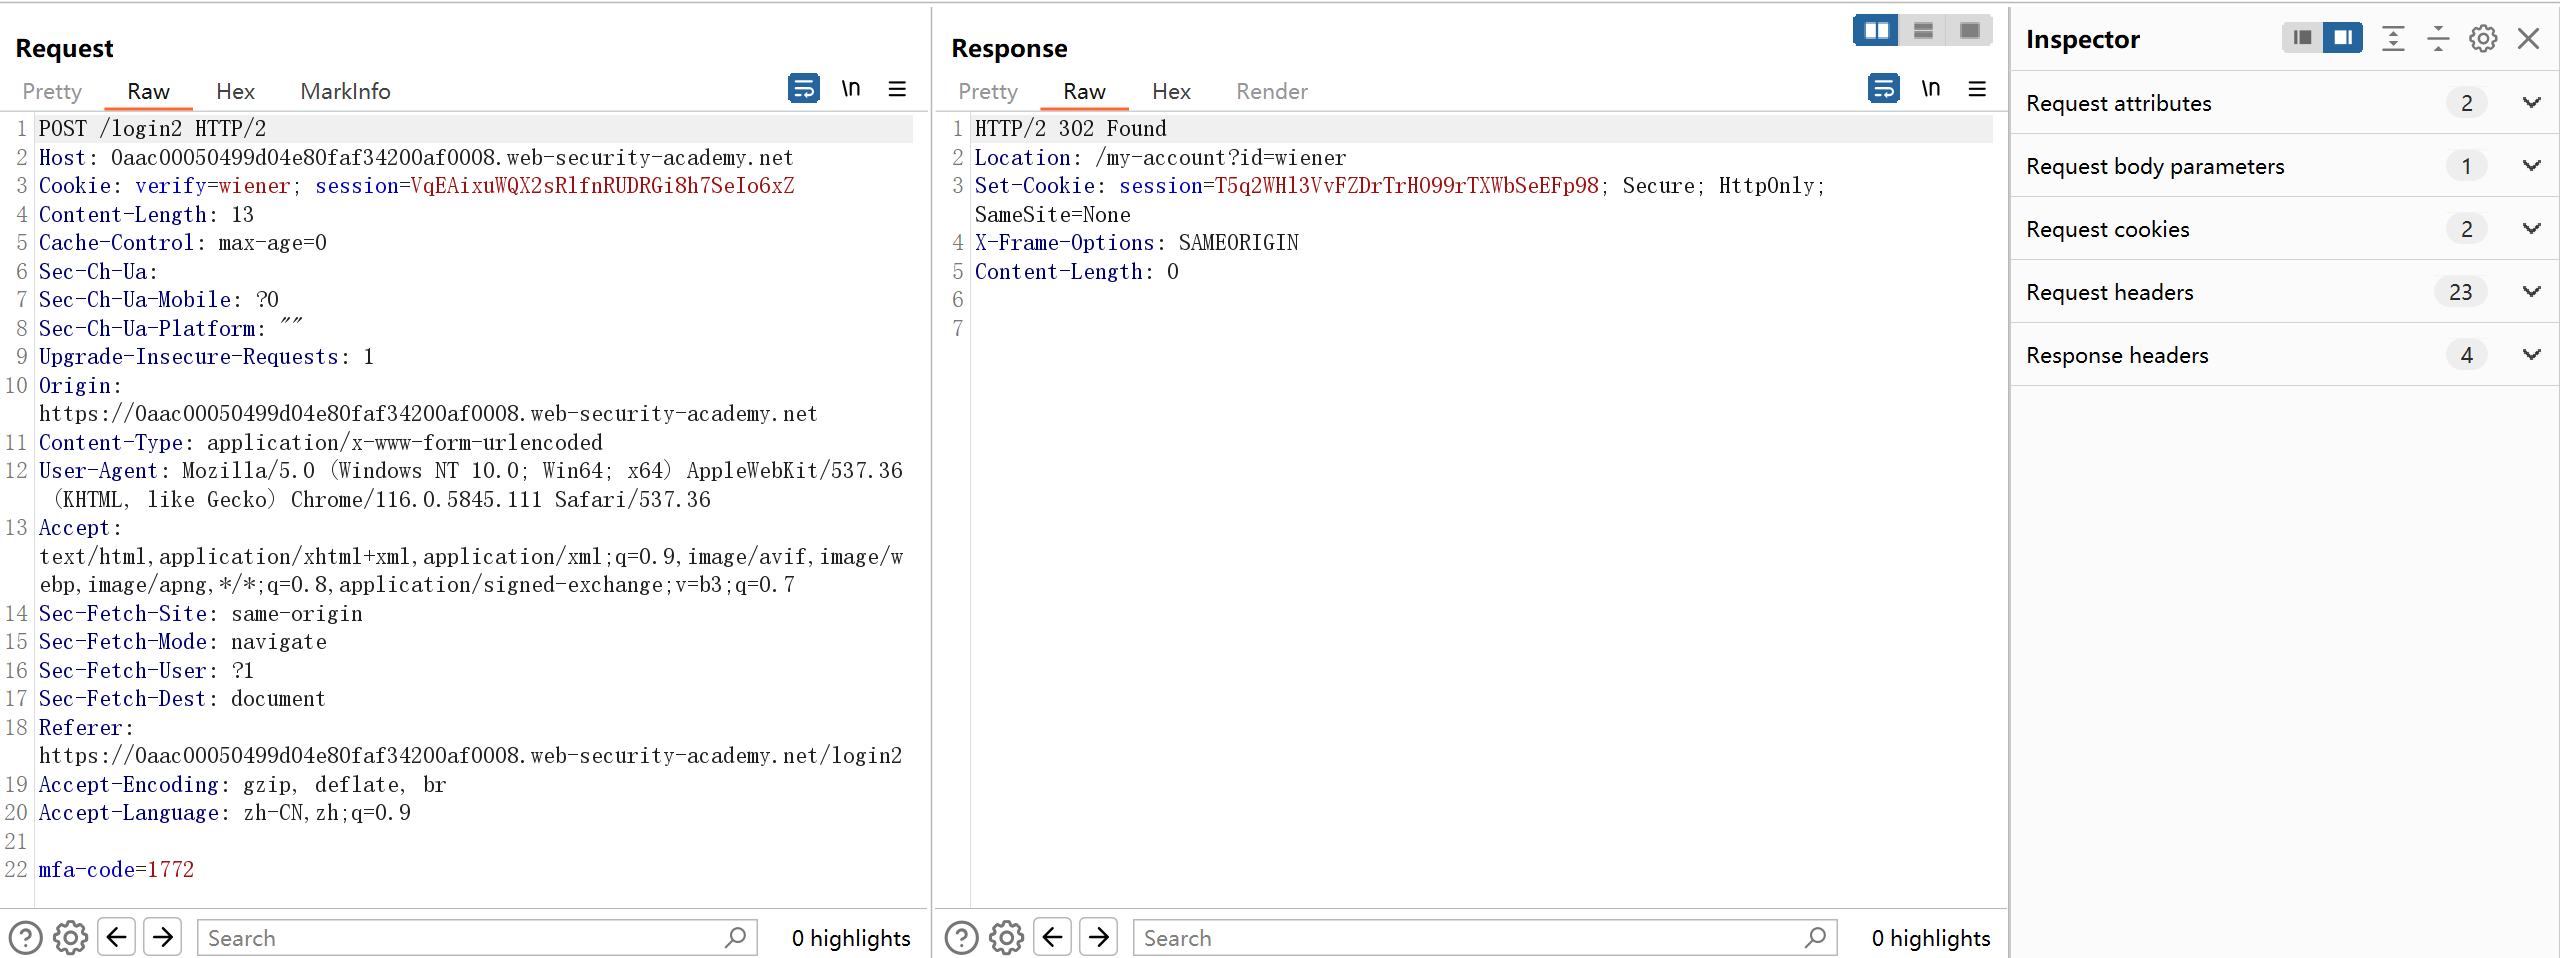 Request
Pretty Raw Hex MarkInfo \n
1 POST /login2 HTTP/2
2 Host: 0aac00050499d04e80faf34200af0008.web-security-academy.net
3 Cookie: verify=wiener; session=VqEAixuWQX2sRlfnRUDRGi8h7SeIo6xZ
4 Content-Length: 13
5 Cache-Control: max-age=0
6 Sec-Ch-Ua:
7 Sec-Ch-Ua-Mobile: ?0
8 Sec-Ch-Ua-Platform: ""
9 Upgrade-Insecure-Requests: 1
10 Origin:
https://0aac00050499d04e80faf34200af0008.web-security-academy.net
11 Content-Type: application/x-www-form-urlencoded
12 User-Agent: Mozilla/5.0 (Windows NT 10.0; Win64; x64) AppleWebKit/537.36
(KHTML, like Gecko) Chrome/116.0.5845.111 Safari/537.36
13 Accept:
text/html,application/xhtml+xml,application/xml;q=0.9,image/avif,image/w
ebp,image/apng,*/*;q=0.8,application/signed-exchange;v=b3;q=0.7
14 Sec-Fetch-Site: same-origin
15 Sec-Fetch-Mode: navigate
16 Sec-Fetch-User: ?1
17 Sec-Fetch-Dest: document
18 Referer:
https://0aac00050499d04e80faf34200af0008.web-security-academy.net/login2
19 Accept-Encoding: gzip, deflate, br
20 Accept-Language: zh-CN,zh;q=0.9
21
22 mfa-code=1772
Search 0 highlights
Response
Pretty Raw Hex Render \n
1 HTTP/2 302 Found
2 Location: /my-account?id=wiener
3 Set-Cookie: session=T5q2WHl3VvFZDrTrHO99rTXWbSeEFp98; Secure; HttpOnly;
SameSite=None
4 X-Frame-Options: SAMEORIGIN
5 Content-Length: 0
6
7
Search 0 highlights
Inspector
Request attributes 2
Request body parameters 1
Request cookies 2
Request headers 23
Response headers 4